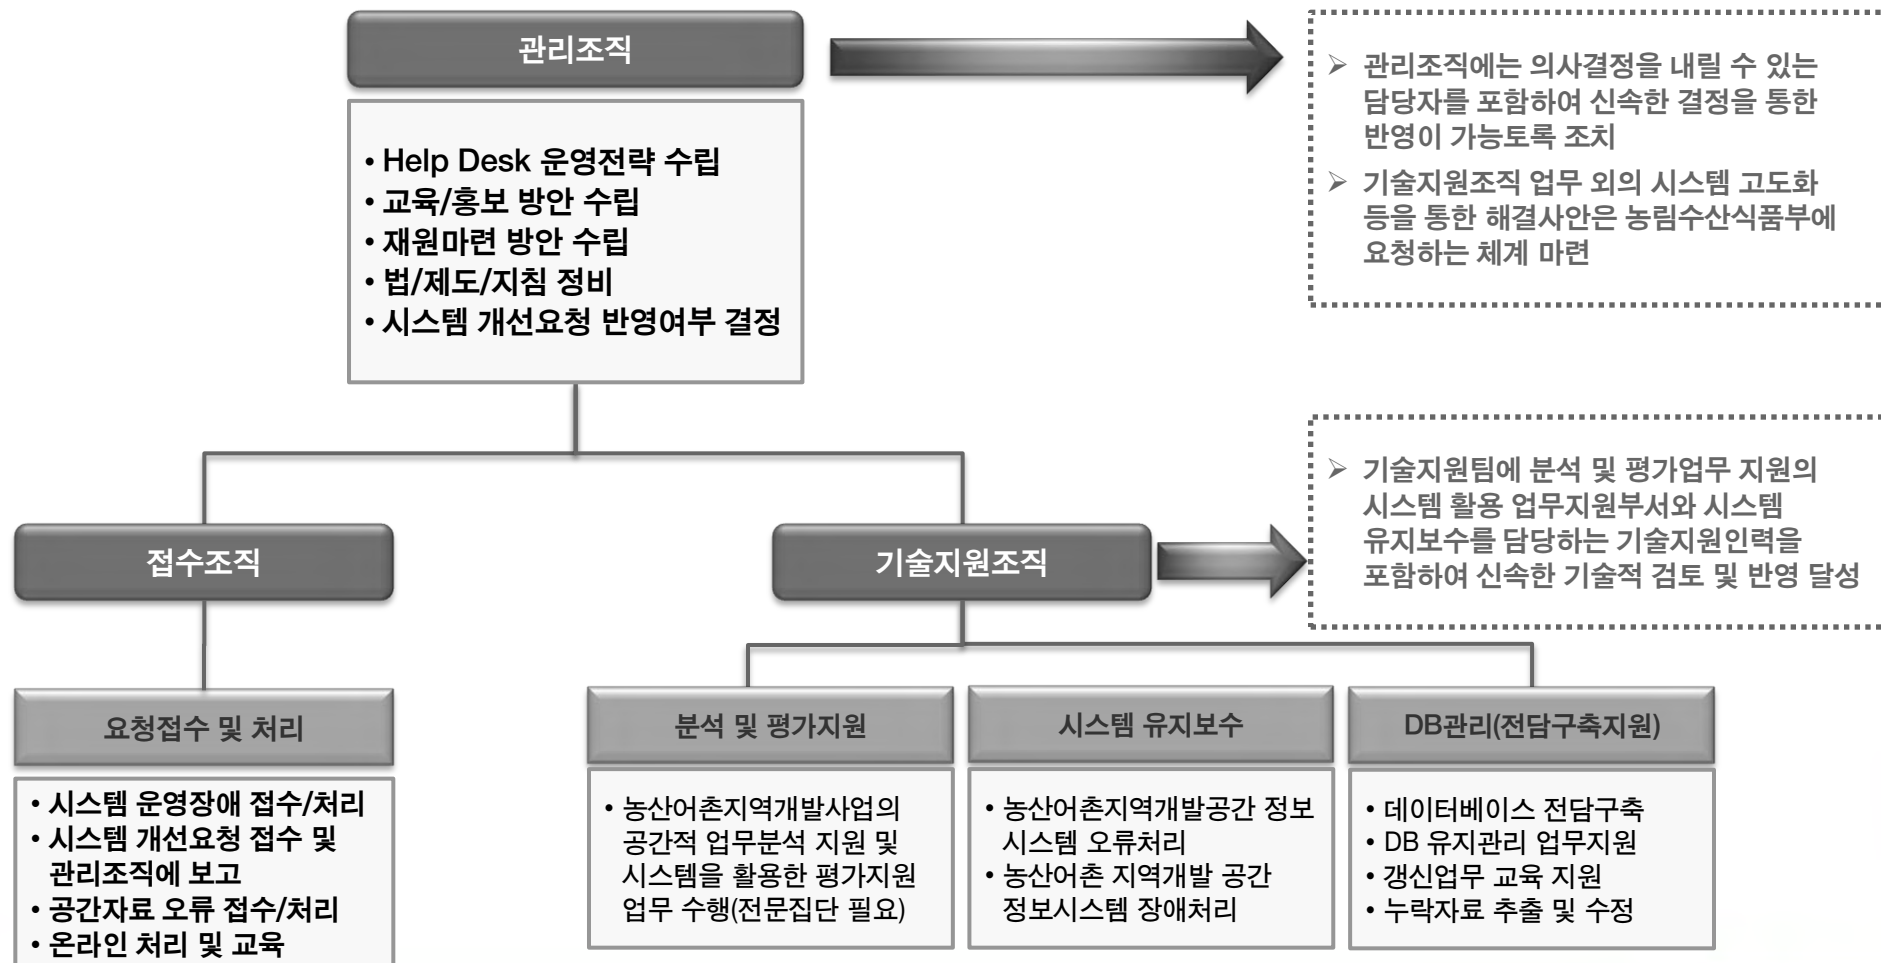 관리조직
• Help Desk 운영전략 수립
• 교육/홍보 방안 수립
• 재원마련 방안 수립
• 법/제도/지침 정비
• 시스템 개선요청 반영여부 결정
➢ 관리조직에는 의사결정을 내릴 수 있는
담당자를 포함하여 신속한 결정을 통한
반영이 가능토록 조치
➢ 기술지원조직 업무 외의 시스템 고도화
등을 통한 해결사안은 농림수산식품부에
요청하는 체계 마련
접수조직
기술지원조직
➢ 기술지원팀에 분석 및 평가업무 지원의
시스템 활용 업무지원부서와 시스템
유지보수를 담당하는 기술지원인력을
포함하여 신속한 기술적 검토 및 반영 달성
요청접수 및 처리
• 시스템 운영장애 접수/처리
• 시스템 개선요청 접수 및
관리조직에 보고
• 공간자료 오류 접수/처리
• 온라인 처리 및 교육
분석 및 평가지원
• 농산어촌지역개발사업의
공간적 업무분석 지원 및
시스템을 활용한 평가지원
업무 수행(전문집단 필요)
시스템 유지보수
• 농산어촌지역개발공간 정보
시스템 오류처리
• 농산어촌 지역개발 공간
정보시스템 장애처리
DB관리(전담구축지원)
• 데이터베이스 전담구축
• DB 유지관리 업무지원
• 갱신업무 교육 지원
• 누락자료 추출 및 수정